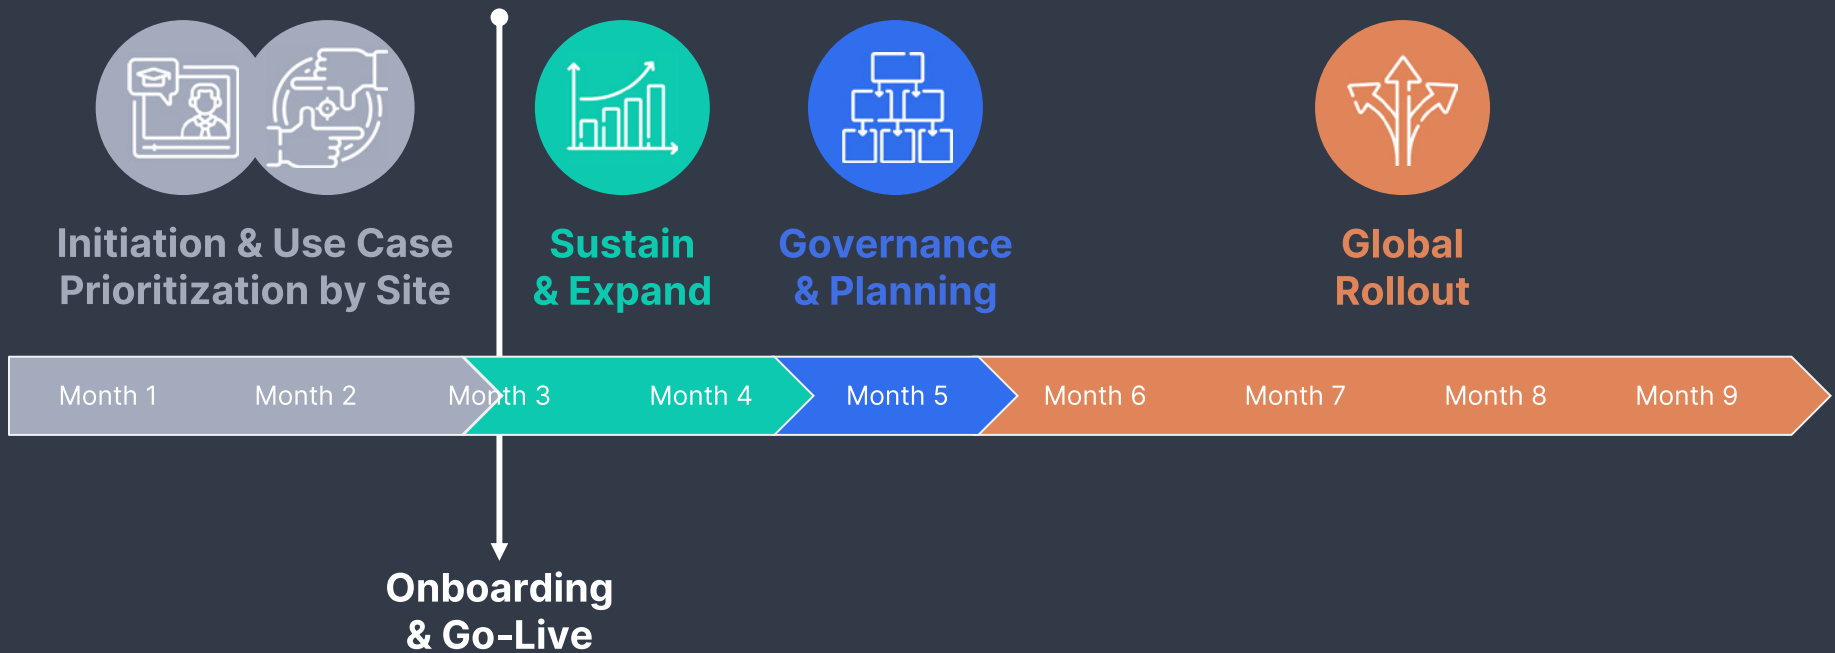 Initiation & Use Case
Prioritization by Site
Sustain
& Expand
Governance
& Planning
Global
Rollout
Month 1
Month 2
Month 3
Month 4
Month 5
Month 6
Month 7
Month 8
Month 9
Onboarding
& Go-Live